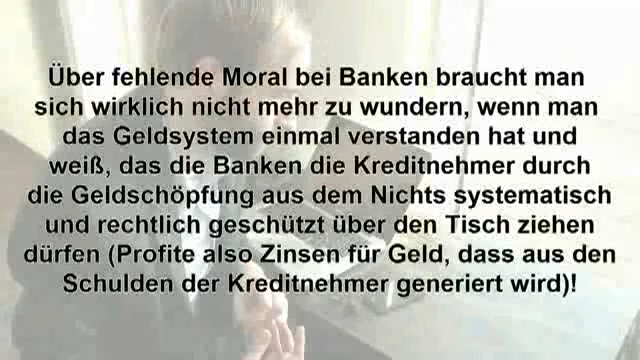 Über fehlende Moral bei Banken braucht man
sich wirklich nicht mehr zu wundern, wenn man
das Geldsystem einmal verstanden hat und
weiß, das die Banken die Kreditnehmer durch
die Geldschöpfung aus dem Nichts systematisch
und rechtlich geschützt über den Tisch ziehen
dürfen (Profite also Zinsen für Geld, dass aus den
Schulden der Kreditnehmer generiert wird)!